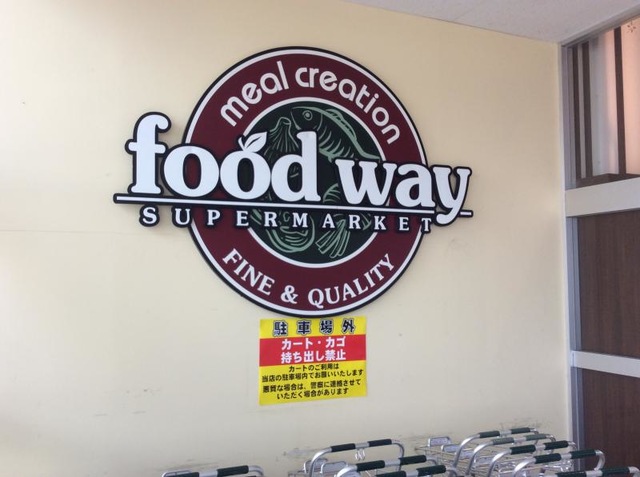 meal creation
food way
SUPERMARKET
FINE & QUALITY
駐車場外
カート・カゴ
持ち出し禁止
カートのご利用は
当店の駐車場内でお願いいたします
悪質な場合は、警察に連絡させて
いただく場合があります